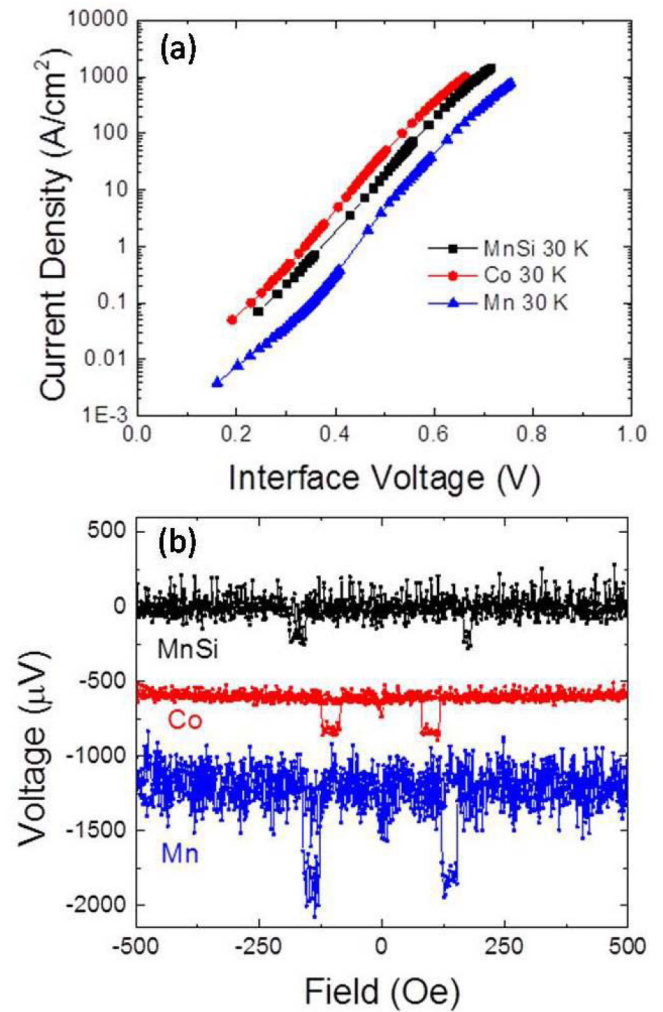 (a)
Current Density (A/cm²)
10000
1000
100
10
1
0.1
0.01
1E-3
MnSi 30 K
Co 30 K
Mn 30 K
0.0 0.2 0.4 0.6 0.8 1.0
Interface Voltage (V)
(b)
Voltage (μV)
500
0
-500
-1000
-1500
-2000
MnSi
Co
Mn
-500 -250 0 250 500
Field (Oe)